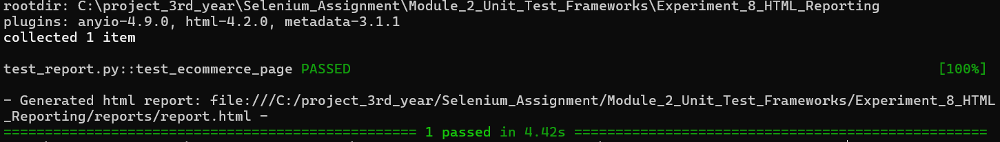 rootdir: C:\project_3rd_year\Selenium_Assignment\Module_2_Unit_Test_Frameworks\Experiment_8_HTML_Reporting
plugins: anyio-4.9.0, html-4.2.0, metadata-3.1.1
collected 1 item
test_report.py::test_ecommerce_page PASSED [100%]
- Generated html report: file:///C:/project_3rd_year/Selenium_Assignment/Module_2_Unit_Test_Frameworks/Experiment_8_HTML
_Reporting/reports/report.html -
================================================== 1 passed in 4.42s ==================================================